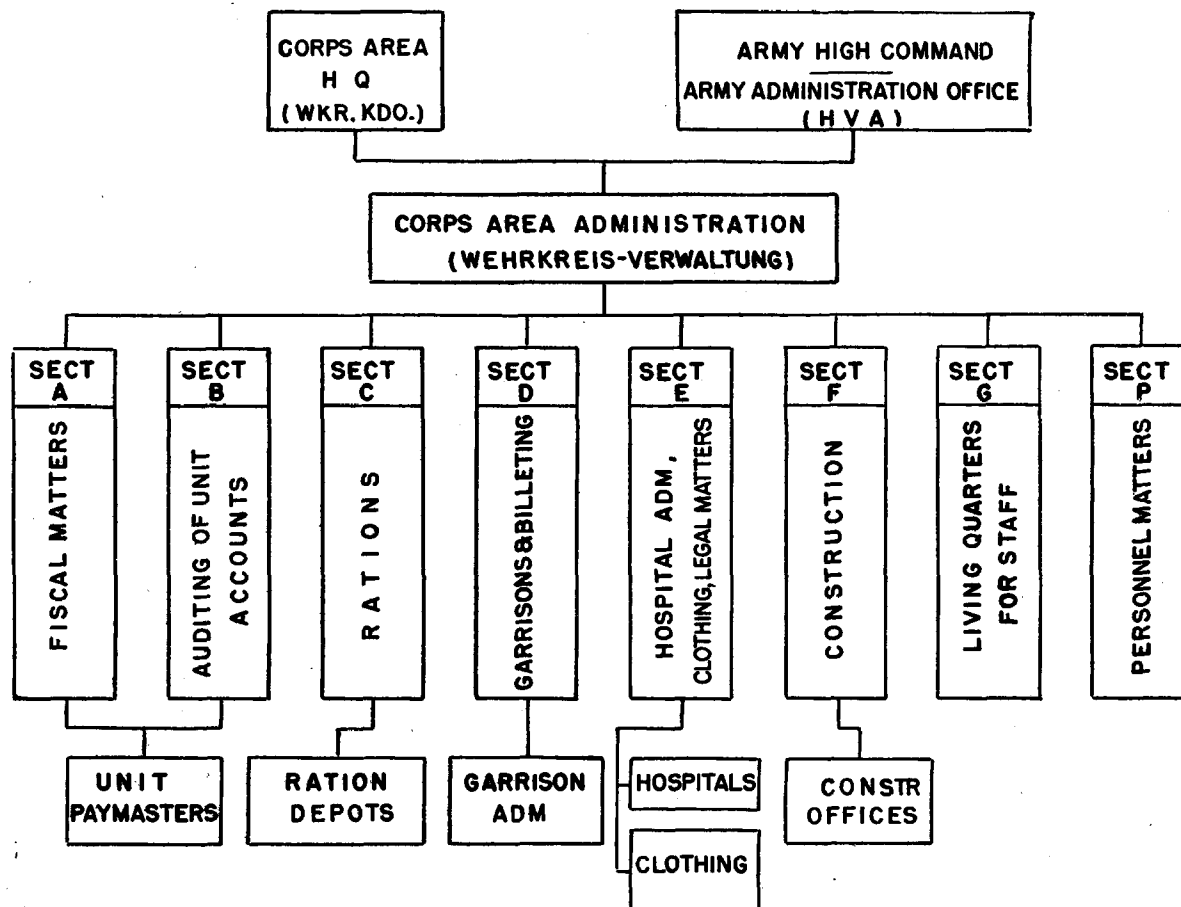 CORPS AREA
H Q
(WKR. KDO.)
ARMY HIGH COMMAND
ARMY ADMINISTRATION OFFICE
(HVA)
CORPS AREA ADMINISTRATION
(WEHRKREIS-VERWALTUNG)
SECT
A
FISCAL MATTERS
SECT
B
AUDITING OF UNIT
ACCOUNTS
SECT
C
RATIONS
SECT
D
GARRISONS&BILLETING
SECT
E
HOSPITAL ADM,
CLOTHING,LEGAL MATTERS
SECT
F
CONSTRUCTION
SECT
G
LIVING QUARTERS
FOR STAFF
SECT
P
PERSONNEL MATTERS
UNIT
PAYMASTERS
RATION
DEPOTS
GARRISON
ADM
HOSPITALS
CLOTHING
CONSTR
OFFICES